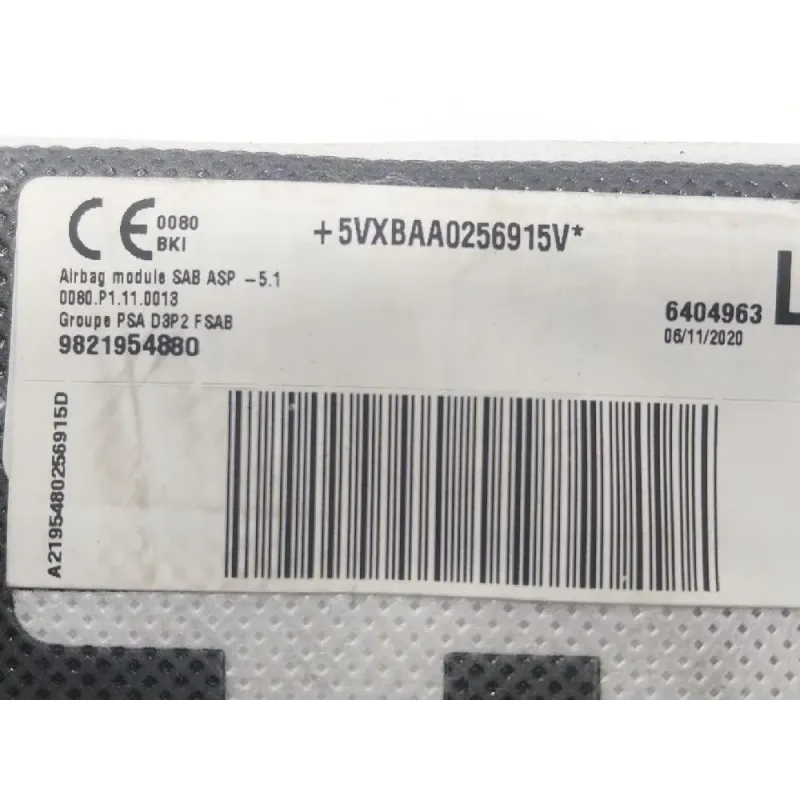 CE 0080
BKI
+5VXBAA0256915V*
L
Airbag module SAB ASP -5.1
0080.P1.11.0013
Groupe PSA D3P2 FSAB
9821954880
6404963
06/11/2020
A2195480256915D